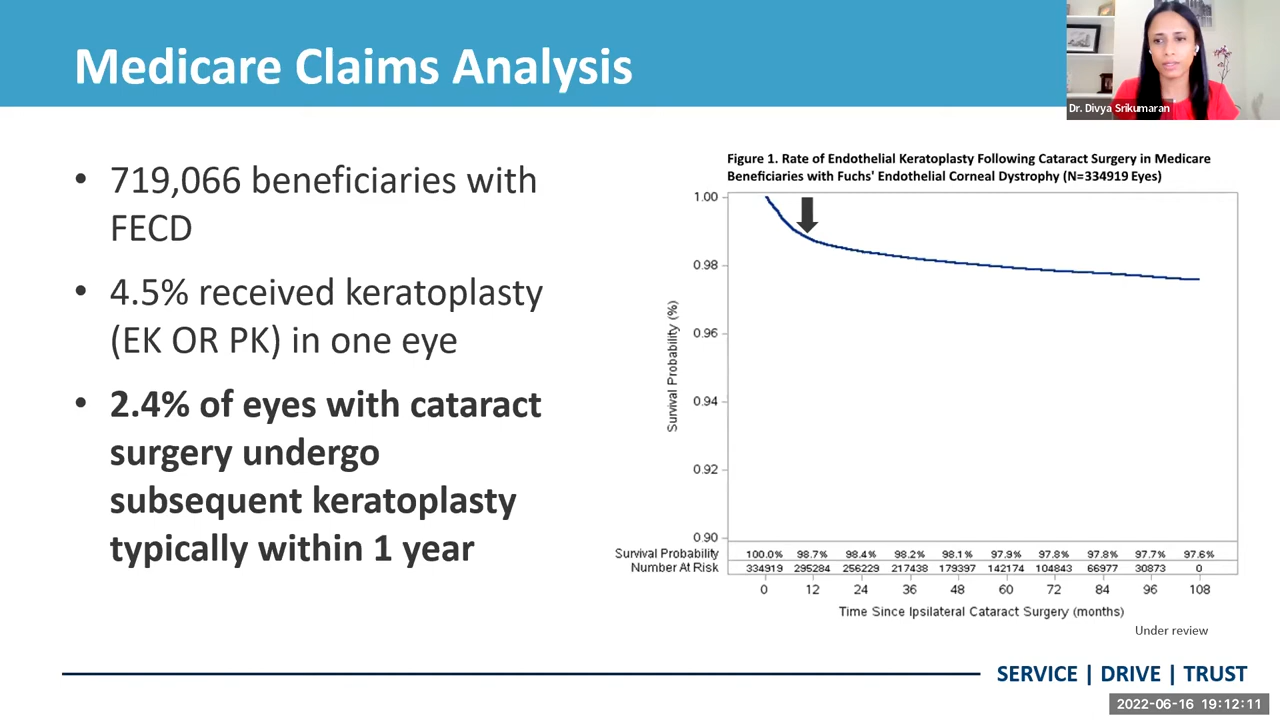 Medicare Claims Analysis
Dr. Divya Srikumaran
• 719,066 beneficiaries with
FECD
• 4.5% received keratoplasty
(EK OR PK) in one eye
• 2.4% of eyes with cataract
surgery undergo
subsequent keratoplasty
typically within 1 year
Figure 1. Rate of Endothelial Keratoplasty Following Cataract Surgery in Medicare
Beneficiaries with Fuchs' Endothelial Corneal Dystrophy (N=334919 Eyes)
Survival Probability (%)
1.00
0.98
0.96
0.94
0.92
0.90
Survival Probability 100.0% 98.7% 98.4% 98.2% 98.1% 97.9% 97.8% 97.8% 97.7% 97.6%
Number At Risk 334919 295284 256229 217438 179397 142174 104843 66977 30873 0
0 12 24 36 48 60 72 84 96 108
Time Since Ipsilateral Cataract Surgery (months)
Under review
SERVICE | DRIVE | TRUST
2022-06-16 19:12:11